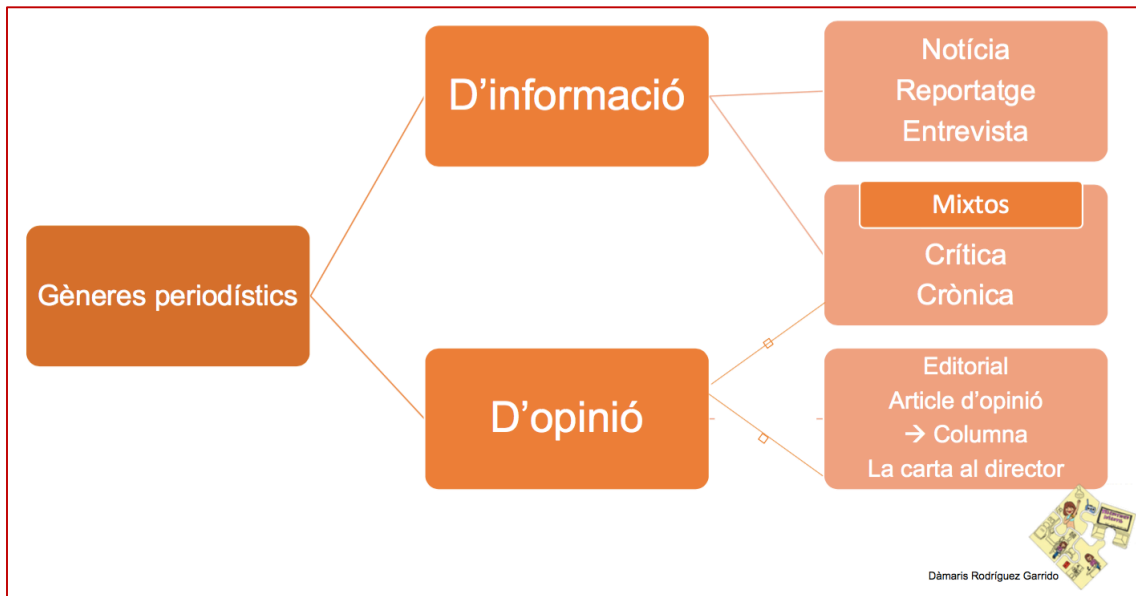 Gèneres periodístics
D'informació
Notícia
Reportatge
Entrevista
Mixtos
Crítica
Crònica
D'opinió
Editorial
Article d'opinió
→ Columna
La carta al director
Dàmaris Rodríguez Garrido